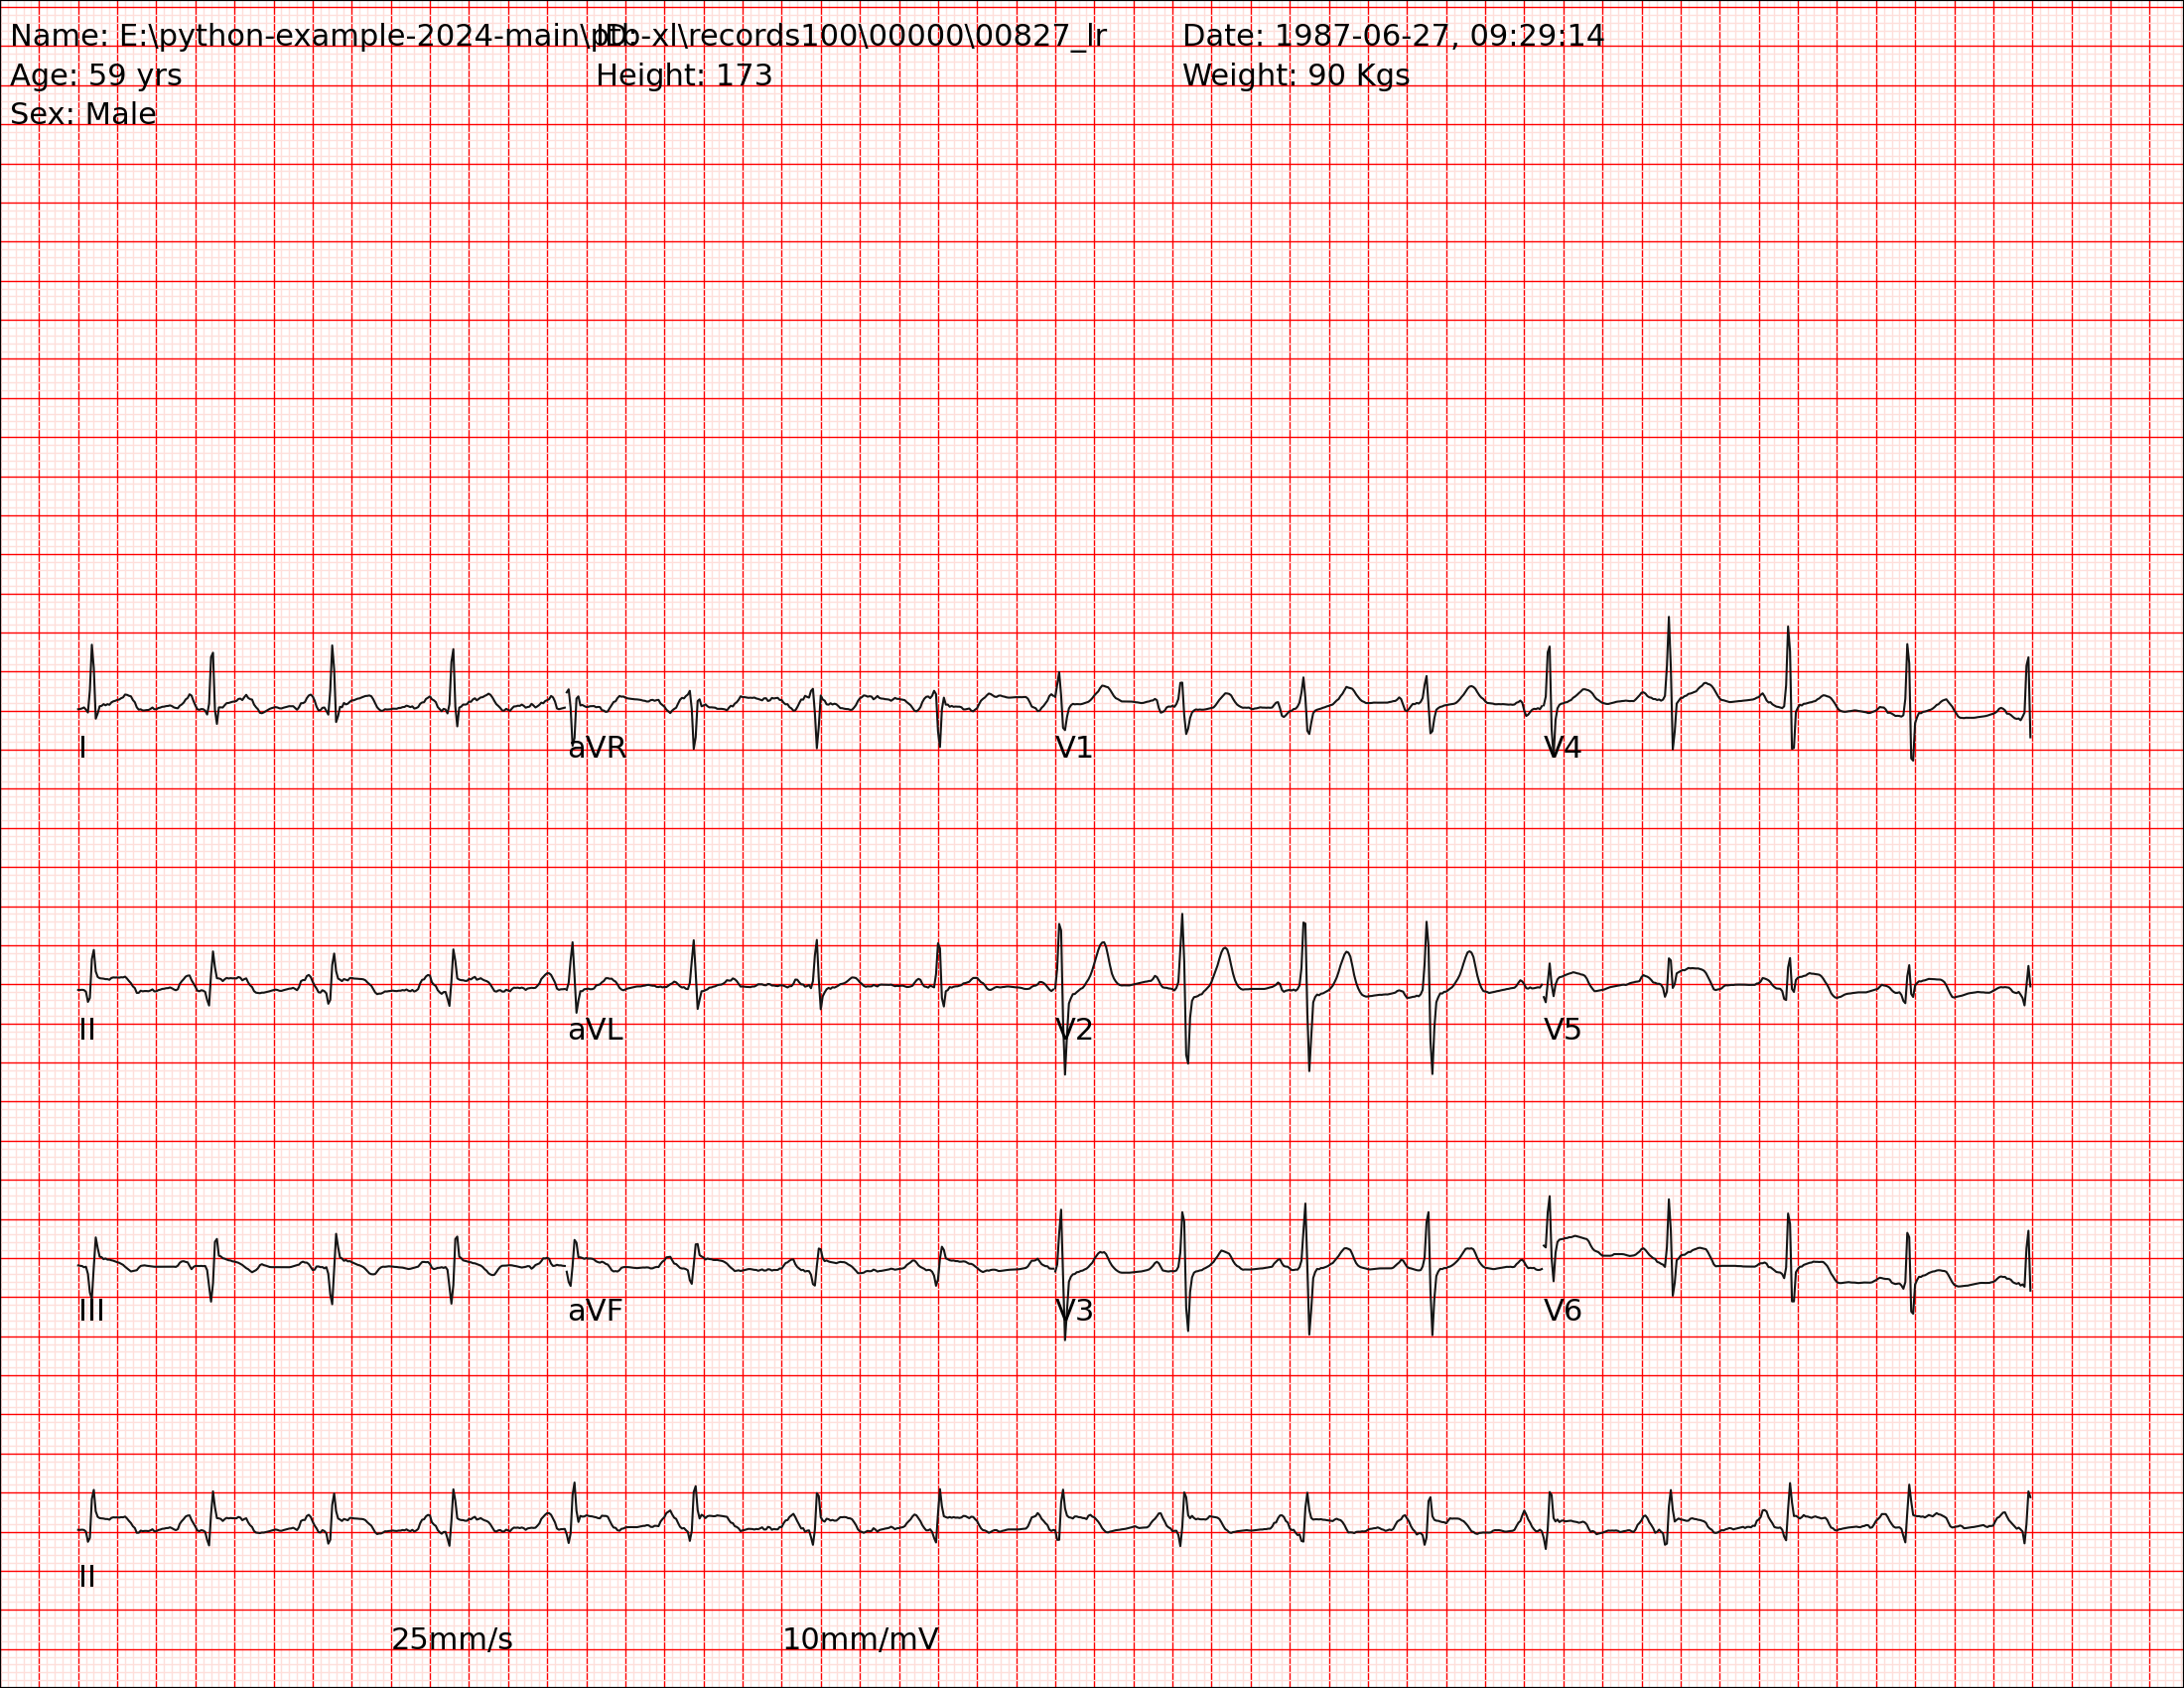 Name: E:\python-example-2024-main\ptb-xl\records100\00000\00827_lr ID: Date: 1987-06-27, 09:29:14
Age: 59 yrs Height: 173 Weight: 90 Kgs
Sex: Male
I aVR V1 V4
II aVL V2 V5
III aVF V3 V6
II
25mm/s 10mm/mV